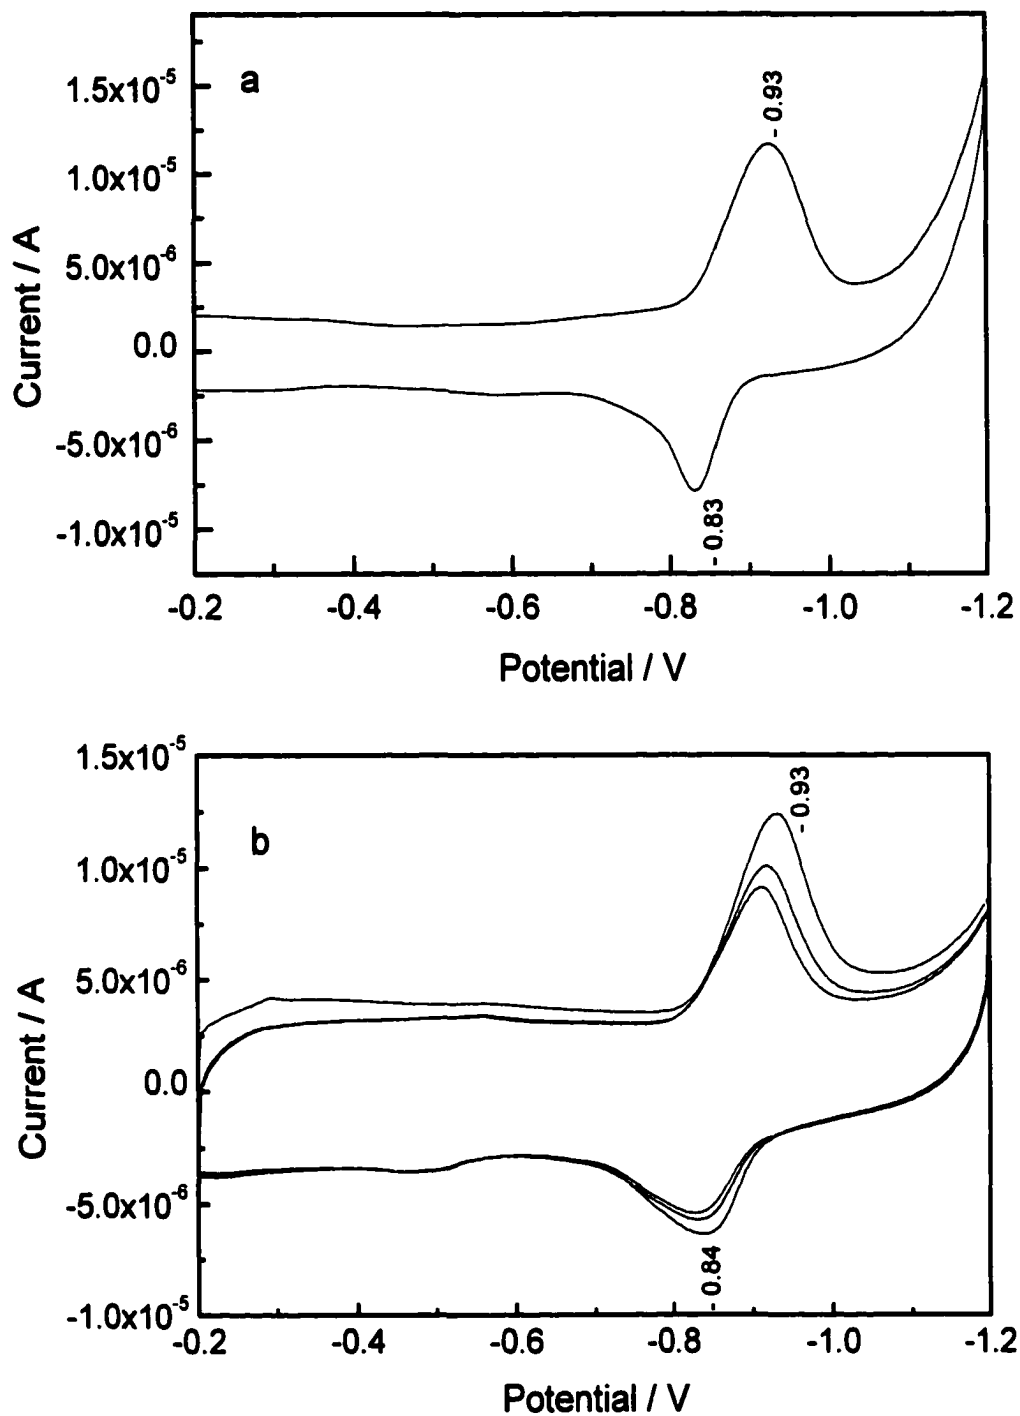 a
- 0.93
1.5x10-5
1.0x10-5
5.0x10-6
0.0
-5.0x10-6
-1.0x10-5
Current / A
- 0.83
-0.2 -0.4 -0.6 -0.8 -1.0 -1.2
Potential / V
b
- 0.93
1.5x10-5
1.0x10-5
5.0x10-6
0.0
-5.0x10-6
-1.0x10-5
Current / A
0.84
-0.2 -0.4 -0.6 -0.8 -1.0 -1.2
Potential / V